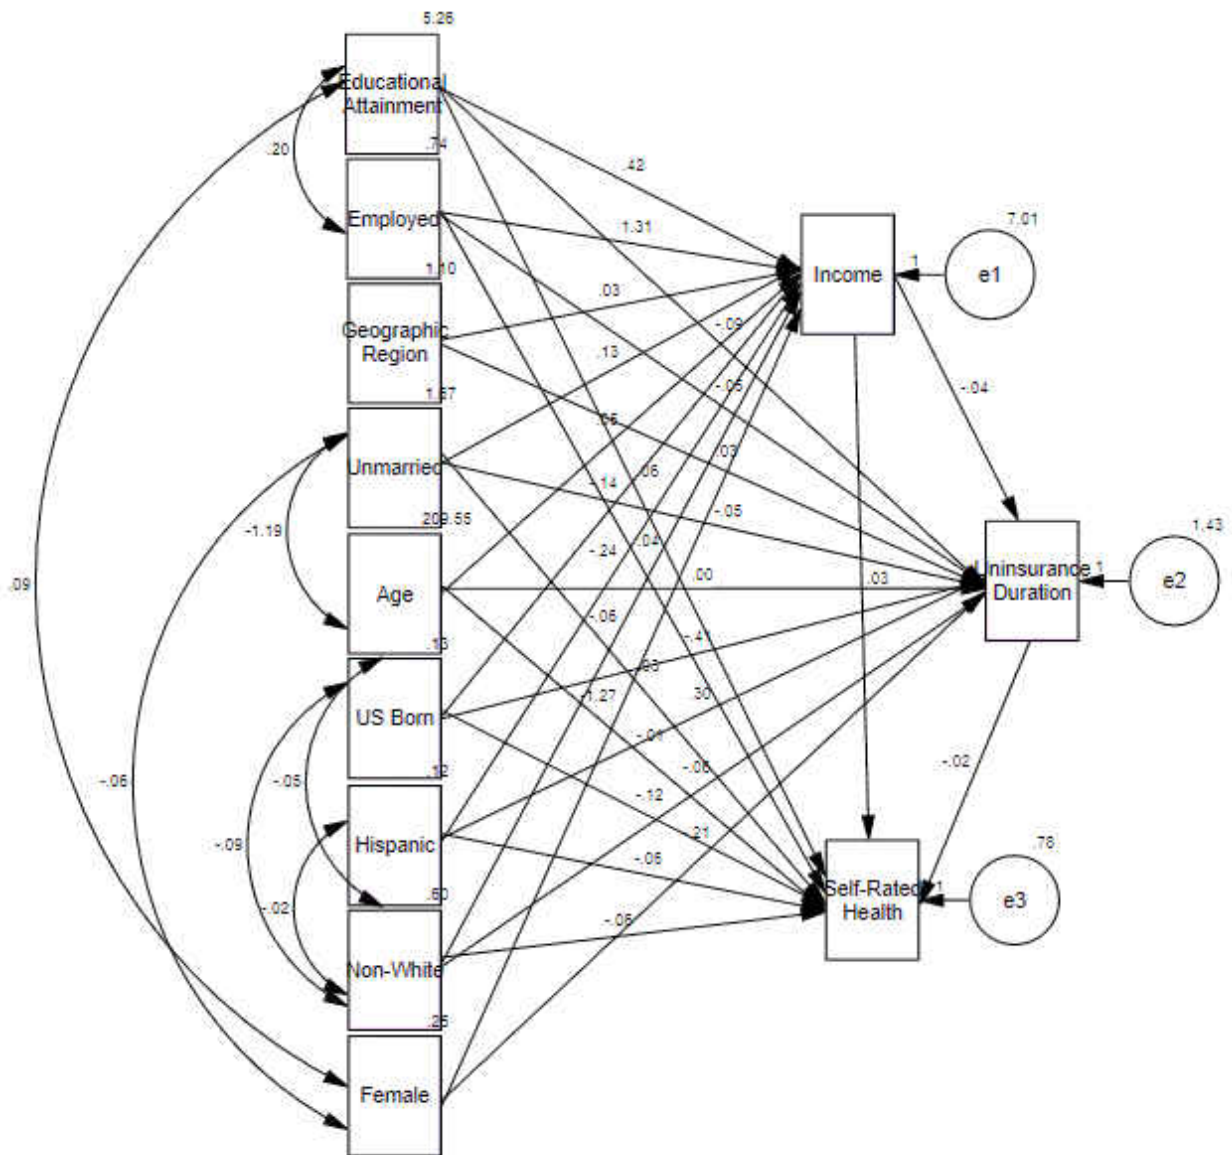 5.26
Educational
Attainment
.74
.20
.42
Employed
1.31
7.01
1.10
Income
1
e1
.03
Geographic
Region
-.09
.13
1.67
-.05
-.04
.05
.03
Unmarried
.06
-.14
209.55
-.05
1.43
-1.19
-.24
.04
Uninsurance
Duration
1
e2
.09
Age
.00
.03
-.06
.13
-.41
.03
-1.27
.30
US Born
-.01
-.06
.12
-.05
-.06
-.12
-.02
-.09
Hispanic
.21
-.06
.78
.60
-.02
Self-Rated
Health
1
e3
-.06
Non-White
.25
Female